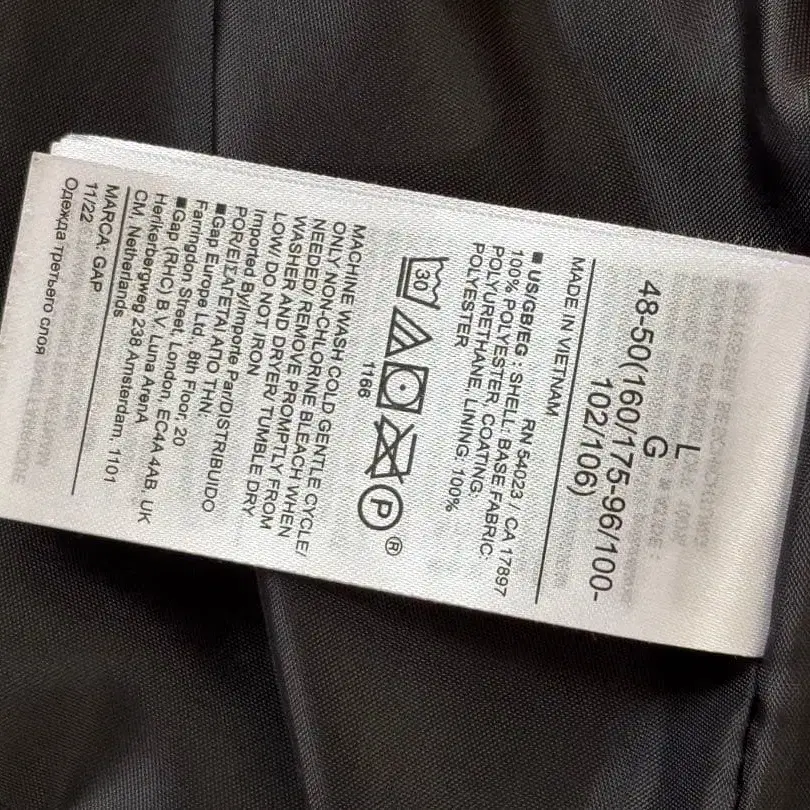 L
G
48-50(160/175-96/100-
102/106)
MADE IN VIETNAM
RN 54023 / CA 17897
■ US/GB/EG : SHELL: BASE FABRIC:
100% POLYESTER, COATING:
POLYURETHANE, LINING: 100%
POLYESTER
30
P
®
1166
MACHINE WASH COLD GENTLE CYCLE/
ONLY NON-CHLORINE BLEACH WHEN
NEEDED/ REMOVE PROMPTLY FROM
WASHER AND DRYER/ TUMBLE DRY
LOW/ DO NOT IRON
Imported By/Importe Par/DISTRIBUIDO
POR/ΕΙΣΑΓΕΤΑΙ ΑΠΟ ΤΗΝ:
■Gap Europe Ltd., 8th Floor, 20
Farringdon Street, London, EC4A 4AB, UK
■Gap (RHC) B.V, Luna ArenA
Herikerbergweg 238 Amsterdam, 1101
CM, Netherlands
MARCA: GAP
11/22
Одежда третьего слоя